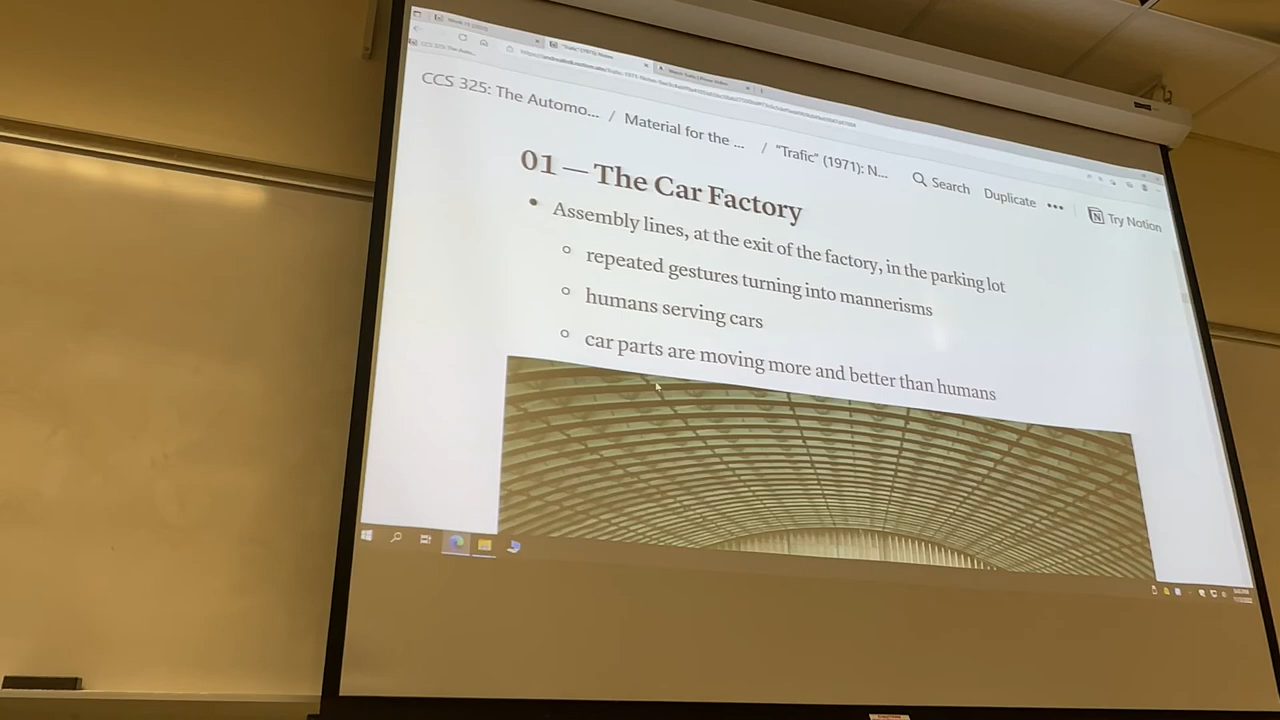 CCS 325: The Automo... / Material for the ... / "Trafic" (1971): N...
Search Duplicate ••• Try Notion
01 — The Car Factory
• Assembly lines, at the exit of the factory, in the parking lot
○ repeated gestures turning into mannerisms
○ humans serving cars
○ car parts are moving more and better than humans